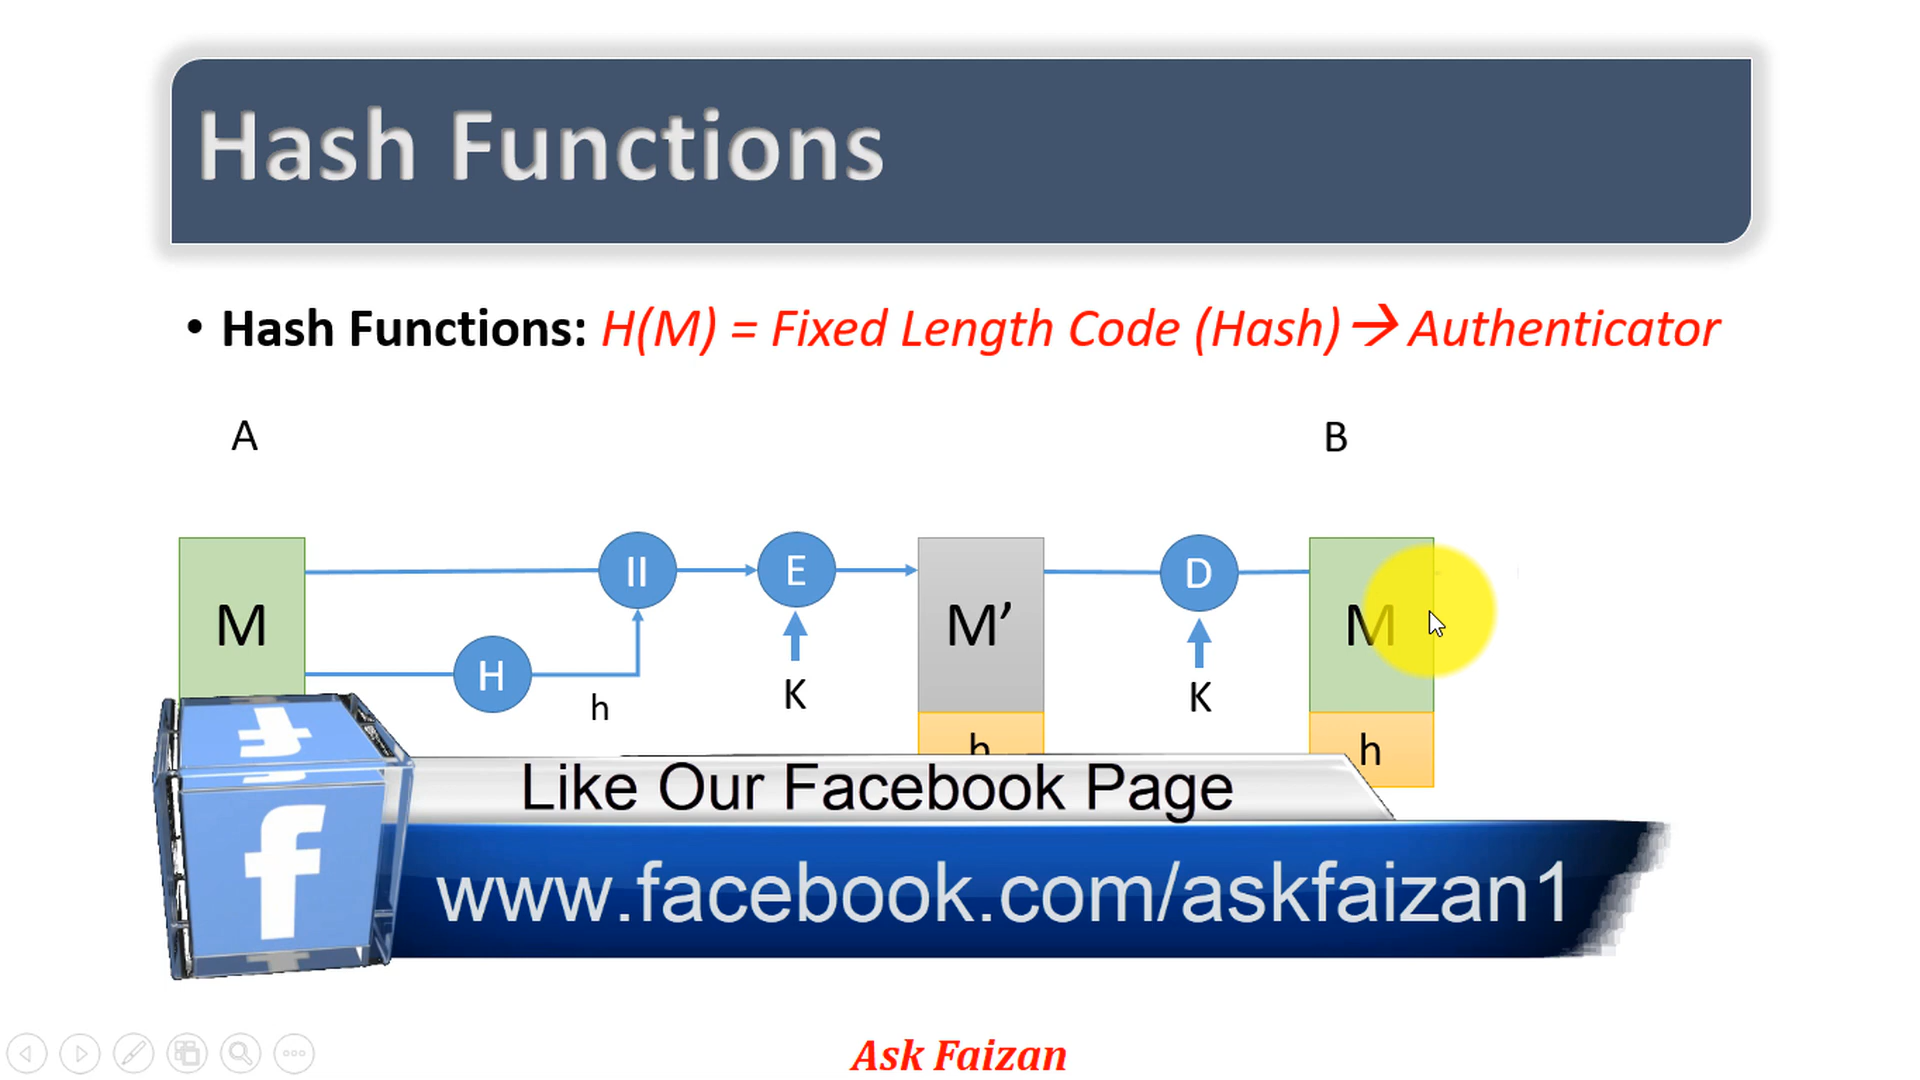 Hash Functions
• Hash Functions: H(M) = Fixed Length Code (Hash)→ Authenticator
A B
M II E M’ D M
H
h K K
h h
Like Our Facebook Page
f
www.facebook.com/askfaizan1
Ask Faizan